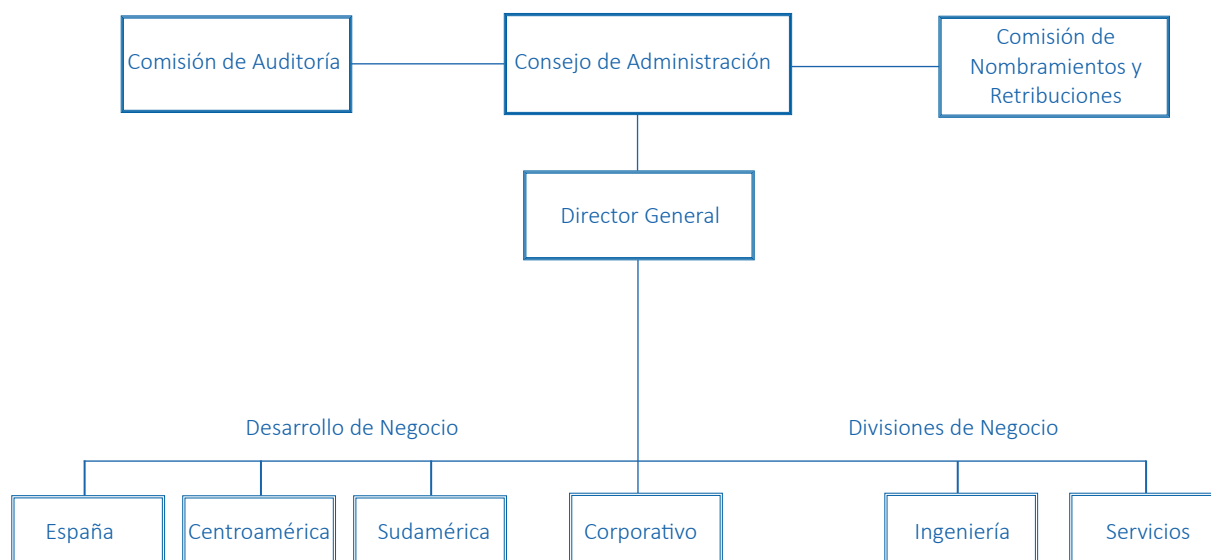 Comisión de Auditoría
Consejo de Administración
Comisión de
Nombramientos y
Retribuciones
Director General
Desarrollo de Negocio
Divisiones de Negocio
España
Centroamérica
Sudamérica
Corporativo
Ingeniería
Servicios